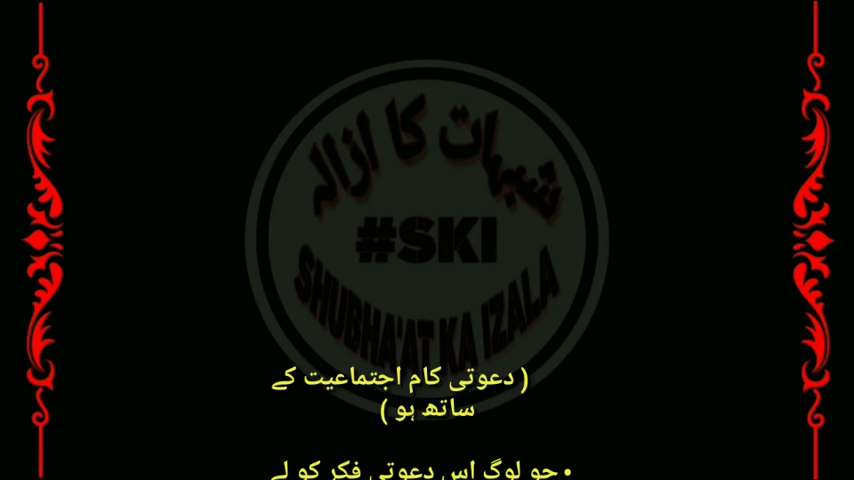 شبہات کا ازالہ
#SKI
SHUBHA'AT KA IZALA
( دعوتی کام اجتماعیت کے
ساتھ ہو )
• جو لوگ اس دعوتی فکر کو لے